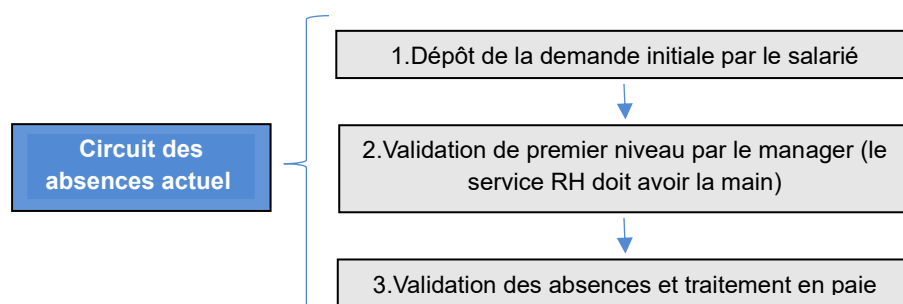 1.Dépôt de la demande initiale par le salarié
Circuit des
absences actuel
2.Validation de premier niveau par le manager (le
service RH doit avoir la main)
3.Validation des absences et traitement en paie